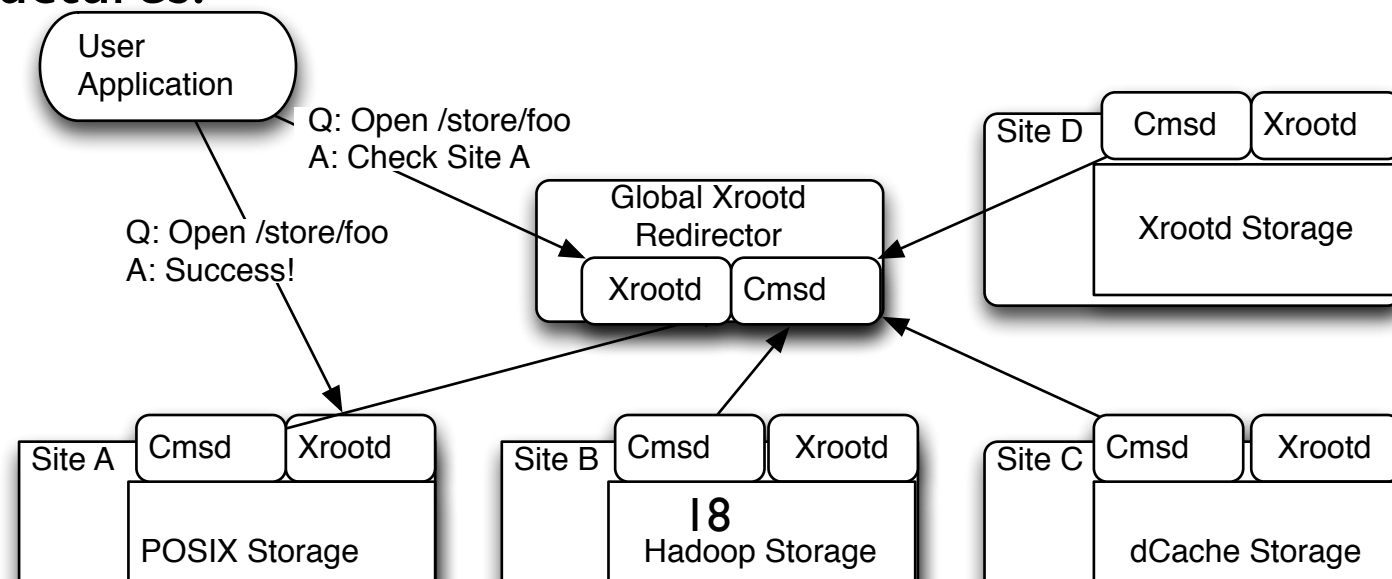 User
Application
Q: Open /store/foo
A: Check Site A
Q: Open /store/foo
A: Success!
Global Xrootd
Redirector
Xrootd
Cmsd
Site D
Cmsd
Xrootd
Xrootd Storage
Site A
Cmsd
Xrootd
POSIX Storage
Site B
Cmsd
Xrootd
18
Hadoop Storage
Site C
Cmsd
Xrootd
dCache Storage